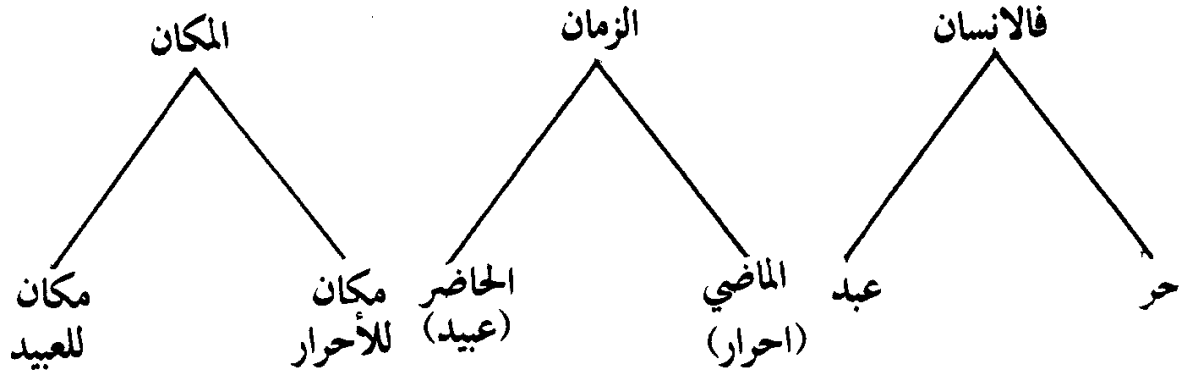 فالانسان
الزمان
المكان
حر
عبد
الماضي
(احرار)
الحاضر
(عبيد)
مكان
للأحرار
مكان
للعبيد